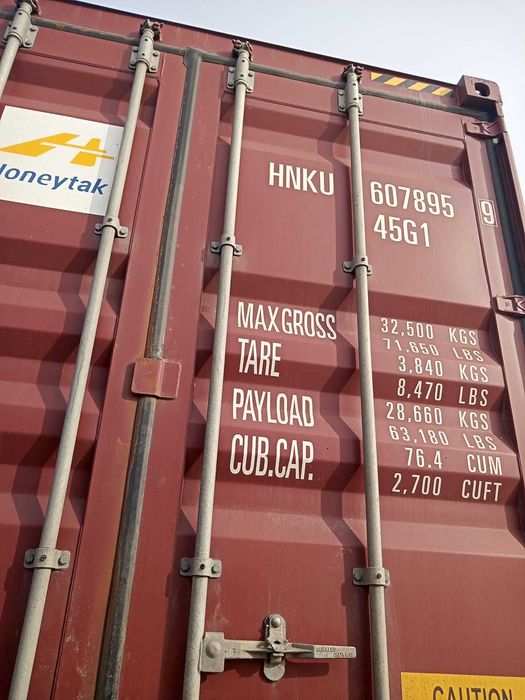 Honeytak
HNKU 607895 9
45G1
MAX GROSS 32,500 KGS
71,650 LBS
TARE 3,840 KGS
8,470 LBS
PAYLOAD 28,660 KGS
63,180 LBS
CUB.CAP. 76.4 CUM
2,700 CUFT
CAUTION